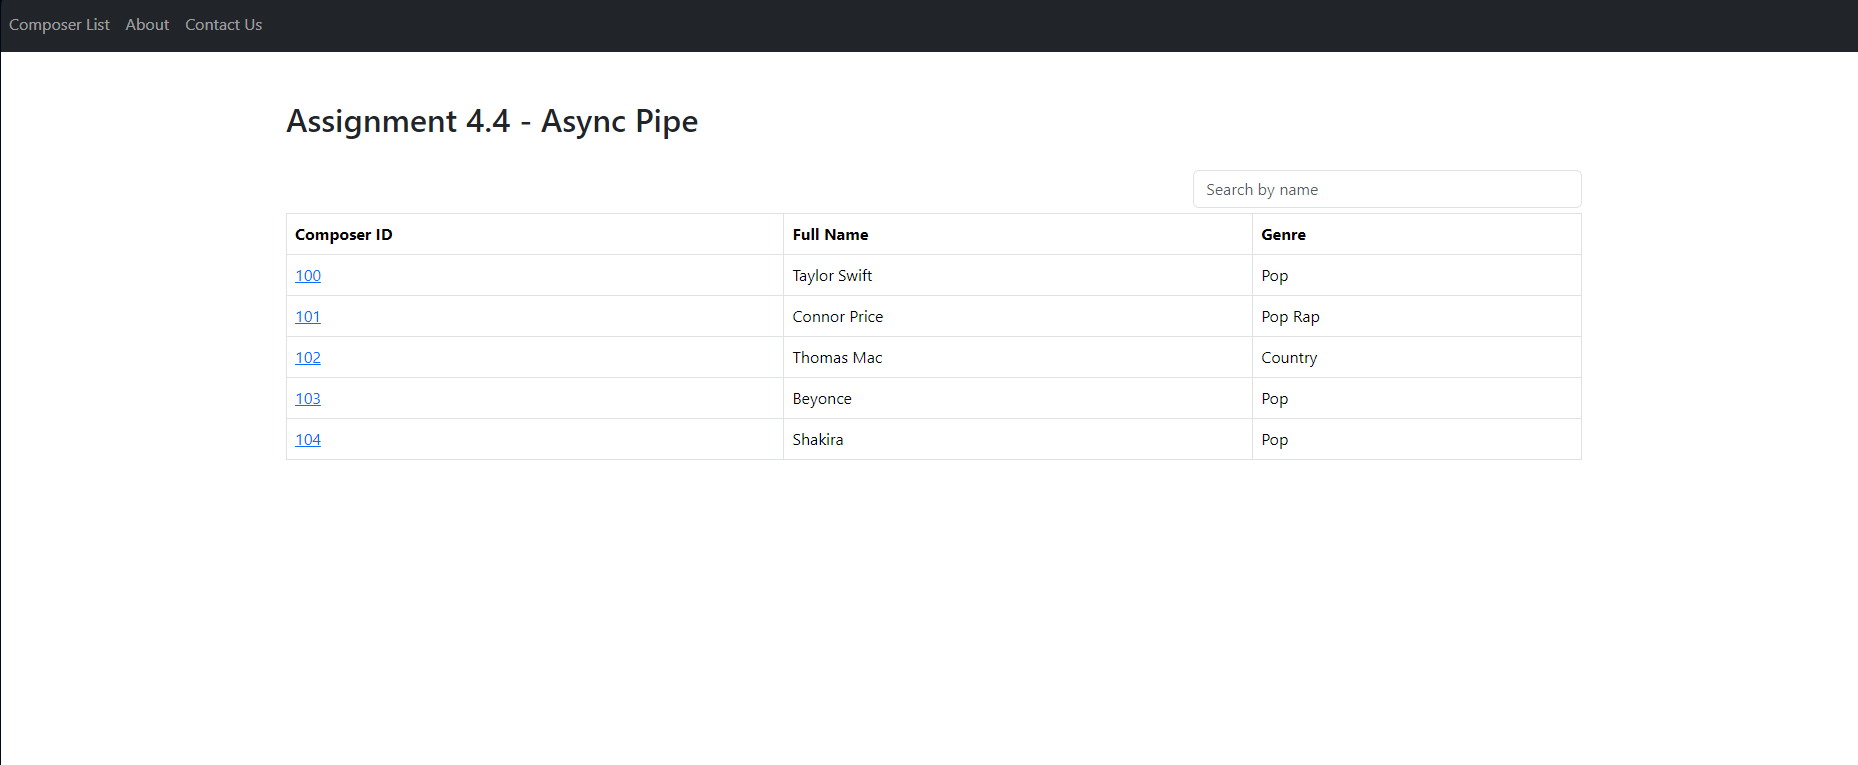 Composer List About Contact Us
Assignment 4.4 - Async Pipe
Search by name
Composer ID Full Name Genre
100 Taylor Swift Pop
101 Connor Price Pop Rap
102 Thomas Mac Country
103 Beyonce Pop
104 Shakira Pop